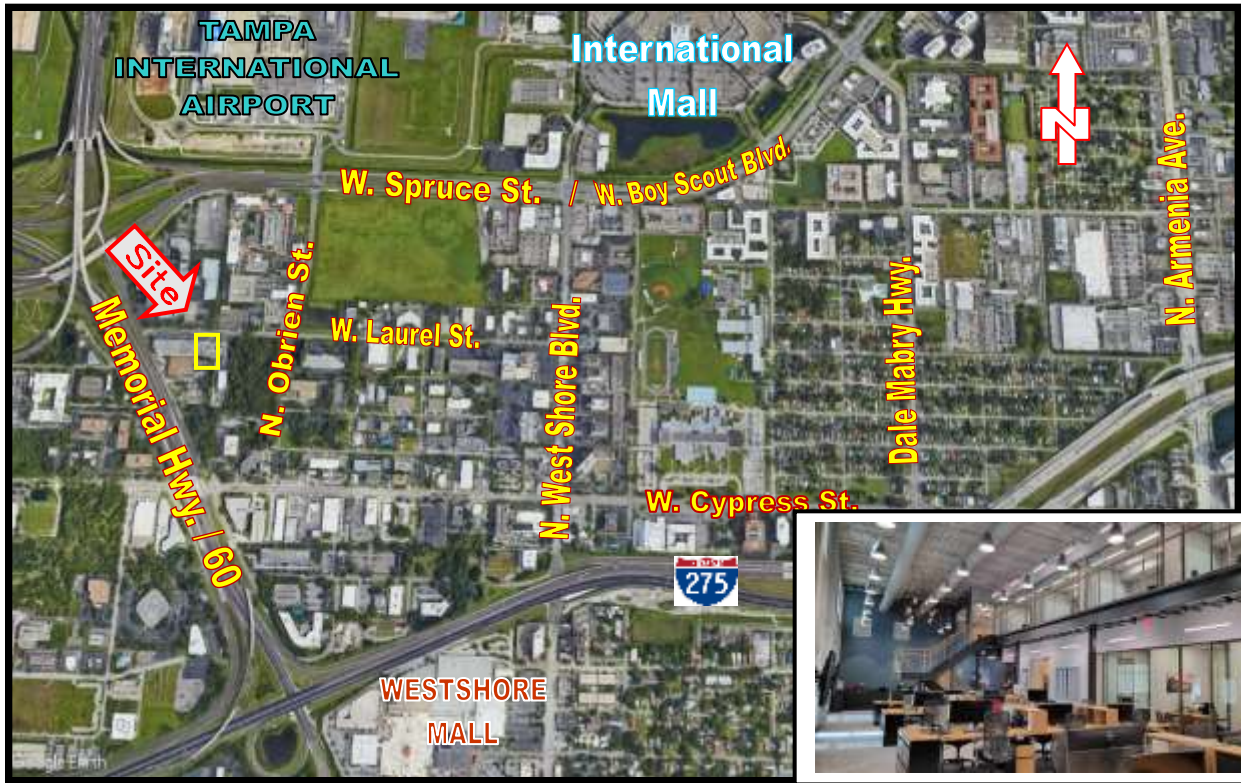 TAMPA
INTERNATIONAL
AIRPORT
International
Mall
N
W. Spruce St. / W. Boy Scout Blvd.
N. Armenia Ave.
Site
N. Obrien St.
W. Laurel St.
Memorial Hwy. / 60
N. West Shore Blvd.
Dale Mabry Hwy.
W. Cypress St.
275
WESTSHORE
MALL
Google Earth